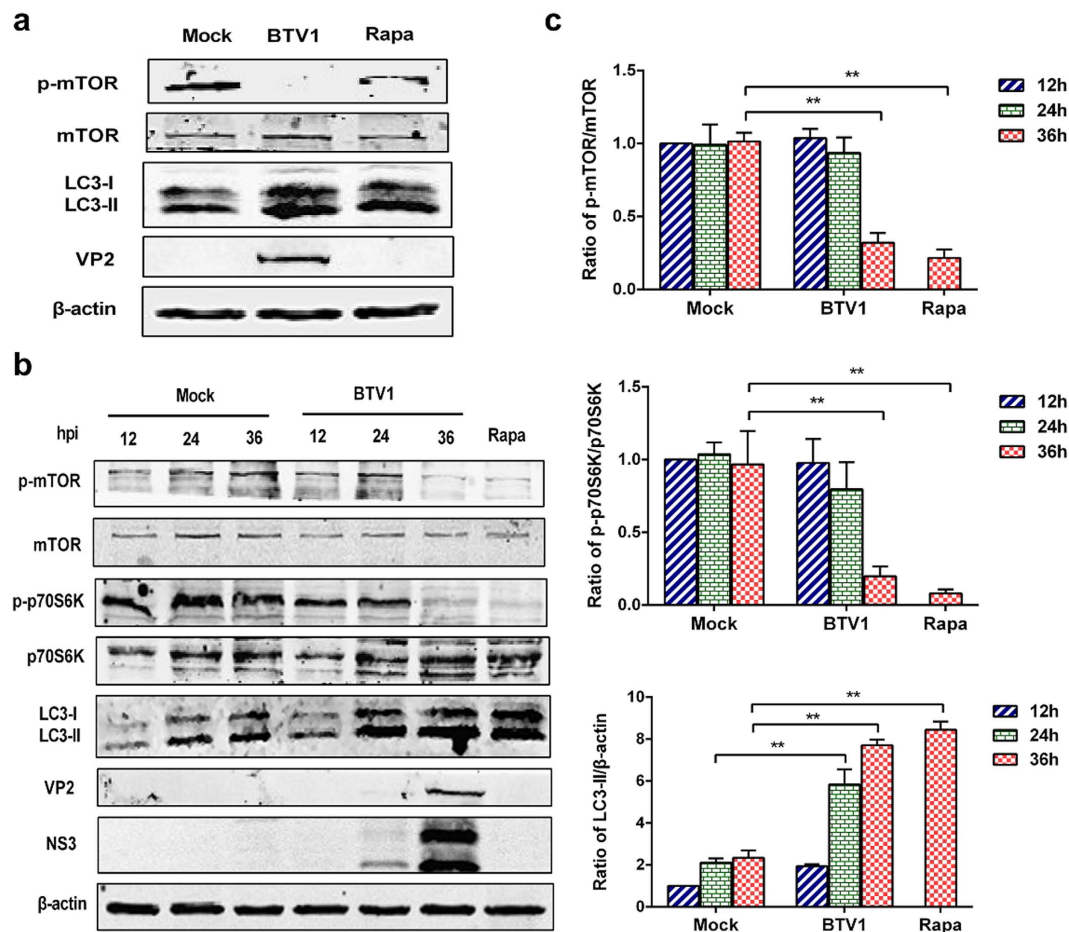 a
Mock BTV1 Rapa
p-mTOR
mTOR
LC3-I
LC3-II
VP2
β-actin
b
Mock BTV1
hpi 12 24 36 12 24 36 Rapa
p-mTOR
mTOR
p-p70S6K
p70S6K
LC3-I
LC3-II
VP2
NS3
β-actin
c
Ratio of p-mTOR/mTOR
1.5
1.0
0.5
0.0
** 
**
Mock BTV1 Rapa
12h
24h
36h
Ratio of p-p70S6K/p70S6K
1.5
1.0
0.5
0.0
**
**
Mock BTV1 Rapa
12h
24h
36h
Ratio of LC3-II/β-actin
10
8
6
4
2
0
**
**
**
Mock BTV1 Rapa
12h
24h
36h